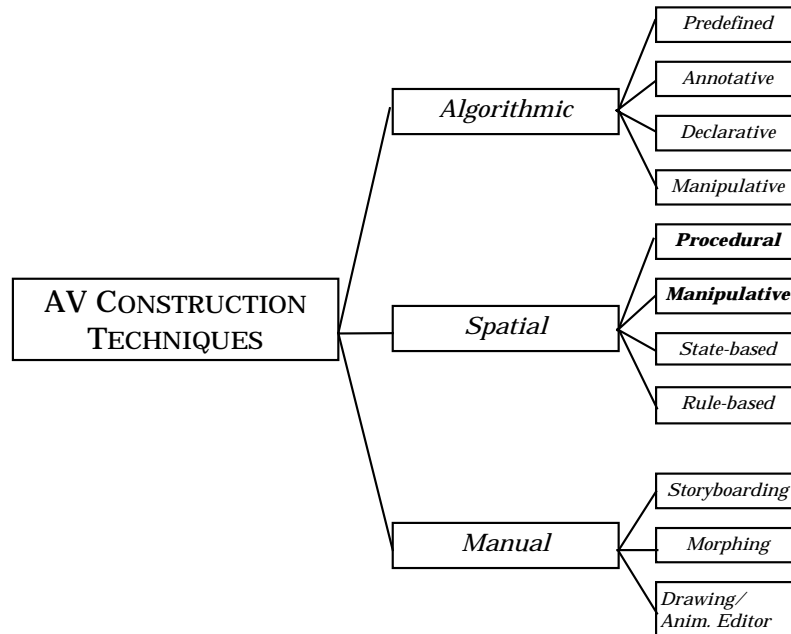 AV CONSTRUCTION
TECHNIQUES
Algorithmic
Predefined
Annotative
Declarative
Manipulative
Spatial
Procedural
Manipulative
State-based
Rule-based
Manual
Storyboarding
Morphing
Drawing/
Anim. Editor